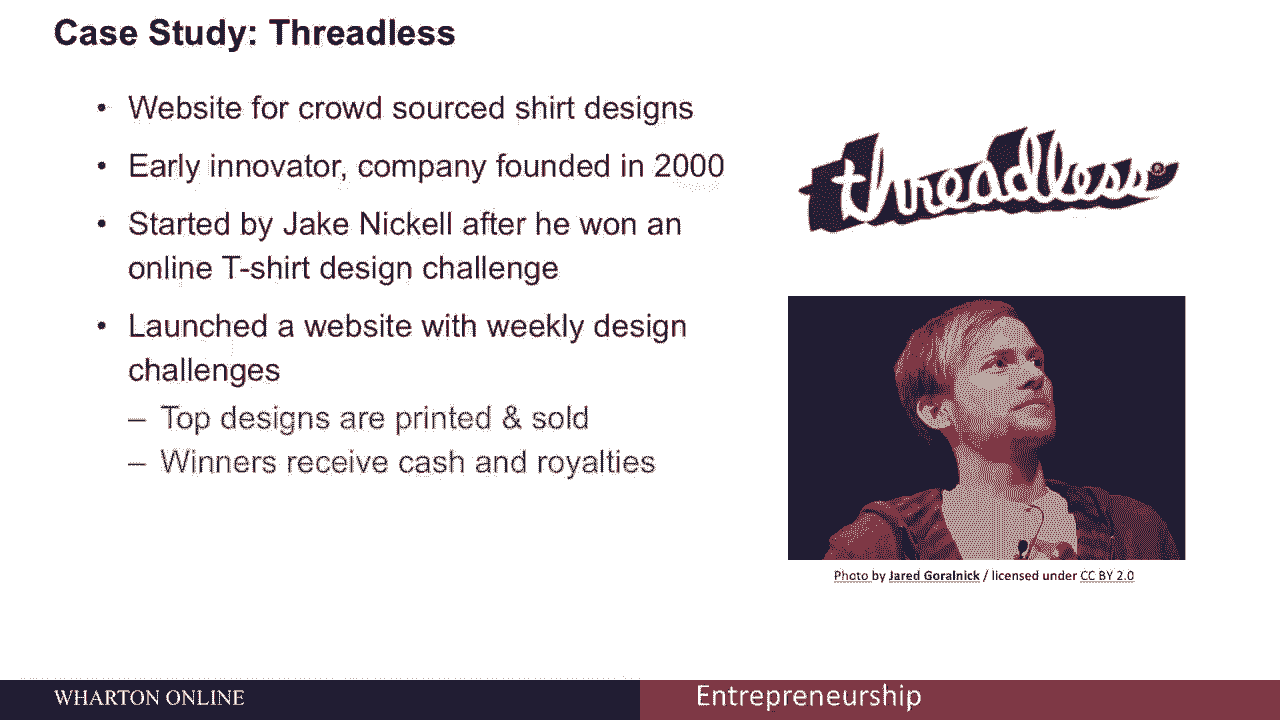 Case Study: Threadless
• Website for crowd sourced shirt designs
• Early innovator, company founded in 2000
• Started by Jake Nickell after he won an
online T-shirt design challenge
• Launched a website with weekly design
challenges
– Top designs are printed & sold
– Winners receive cash and royalties
threadless®
Photo by Jared Goralnick / licensed under CC BY 2.0
WHARTON ONLINE
Entrepreneurship